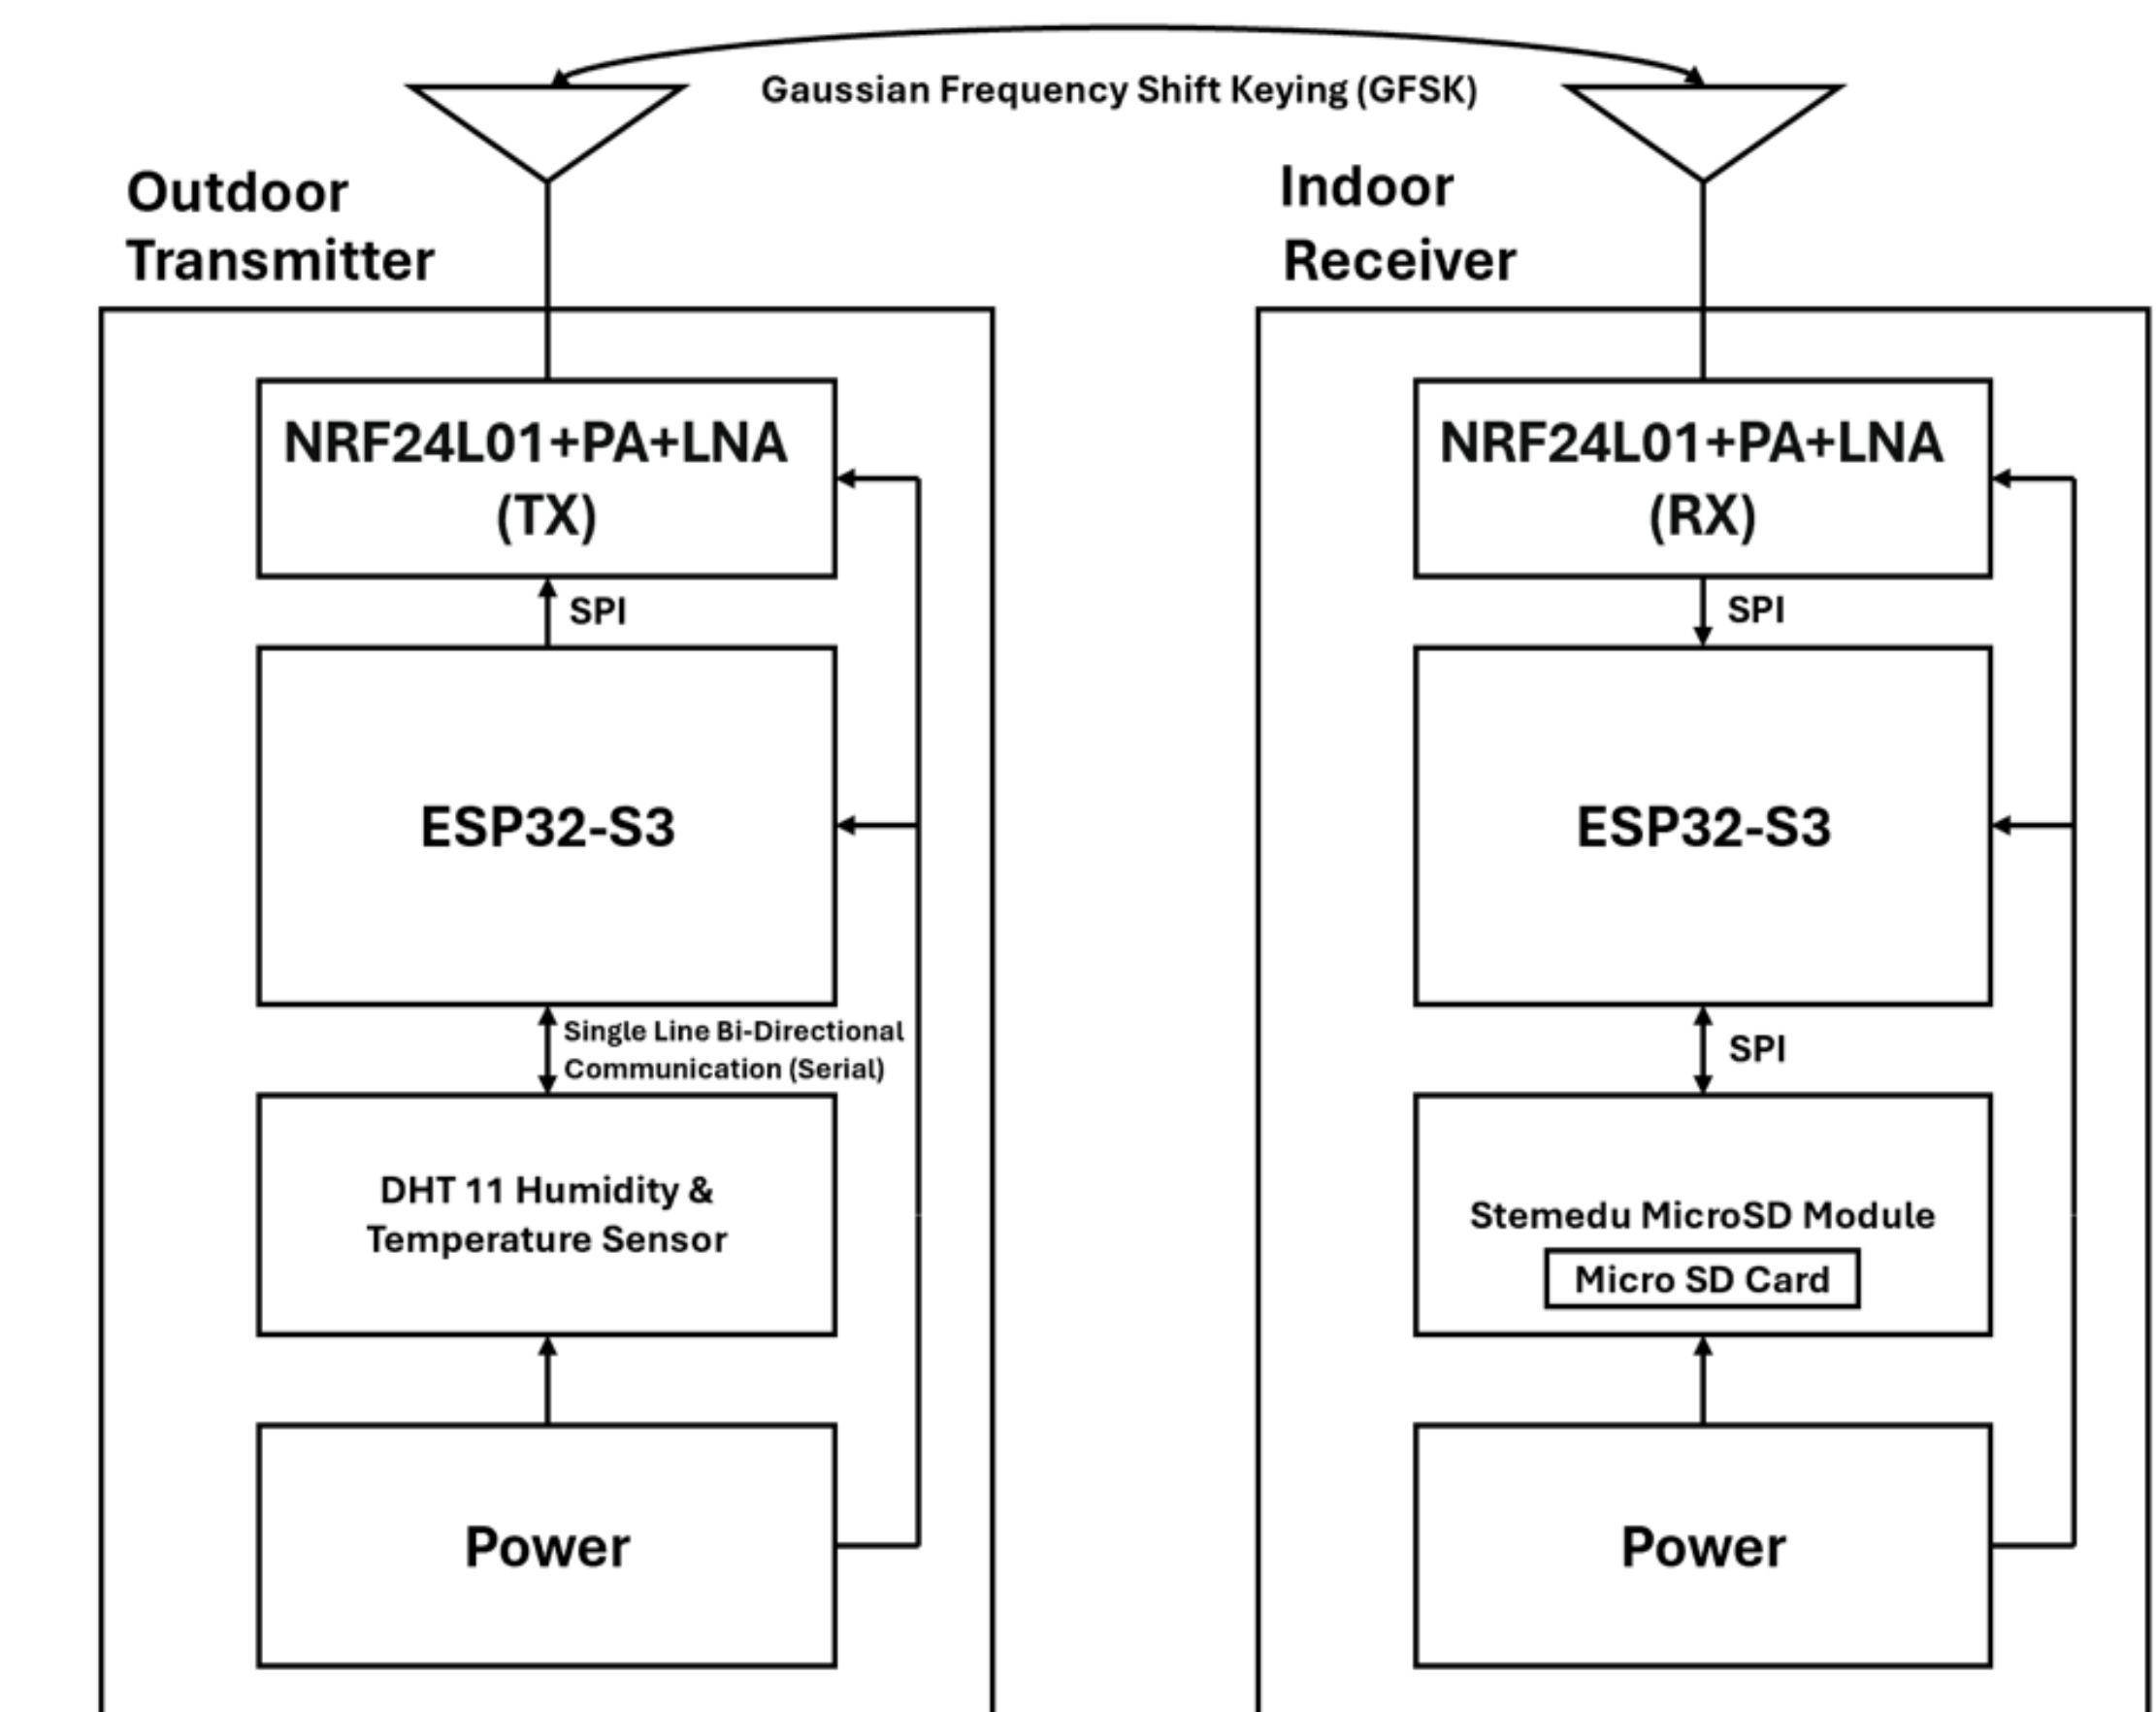 Gaussian Frequency Shift Keying (GFSK)
Outdoor
Transmitter
NRF24L01+PA+LNA
(TX)
SPI
ESP32-S3
Single Line Bi-Directional
Communication (Serial)
DHT 11 Humidity &
Temperature Sensor
Power
Indoor
Receiver
NRF24L01+PA+LNA
(RX)
SPI
ESP32-S3
SPI
Stemedu MicroSD Module
Micro SD Card
Power